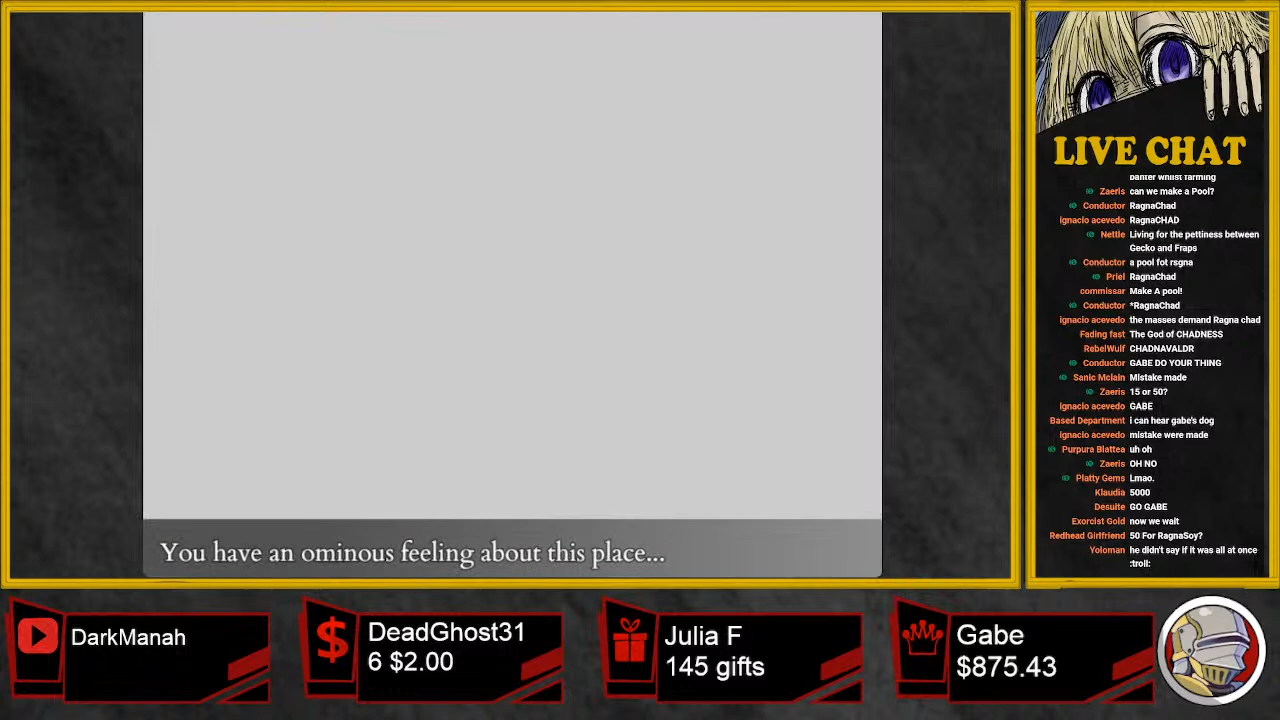 You have an ominous feeling about this place...
LIVE CHAT
banter whilst farming
Zaeris can we make a Pool?
Conductor RagnaChad
ignacio acevedo RagnaCHAD
Nettle Living for the pettiness between
Gecko and Fraps
Conductor a pool fot rsgna
Priel RagnaChad
commissar Make A pool!
Conductor *RagnaChad
ignacio acevedo the masses demand Ragna chad
Fading fast The God of CHADNESS
RebelWulf CHADNAVALDR
Conductor GABE DO YOUR THING
Sanic Mclain Mistake made
Zaeris 15 or 50?
ignacio acevedo GABE
Based Department i can hear gabe's dog
ignacio acevedo mistake were made
Purpura Blattea uh oh
Zaeris OH NO
Platty Gems Lmao.
Klaudia 5000
Desuite GO GABE
Exorcist Gold now we wait
Redhead Girlfriend 50 For RagnaSoy?
Yoloman he didn't say if it was all at once
:troll:
DarkManah
DeadGhost31
6 $2.00
Julia F
145 gifts
Gabe
$875.43